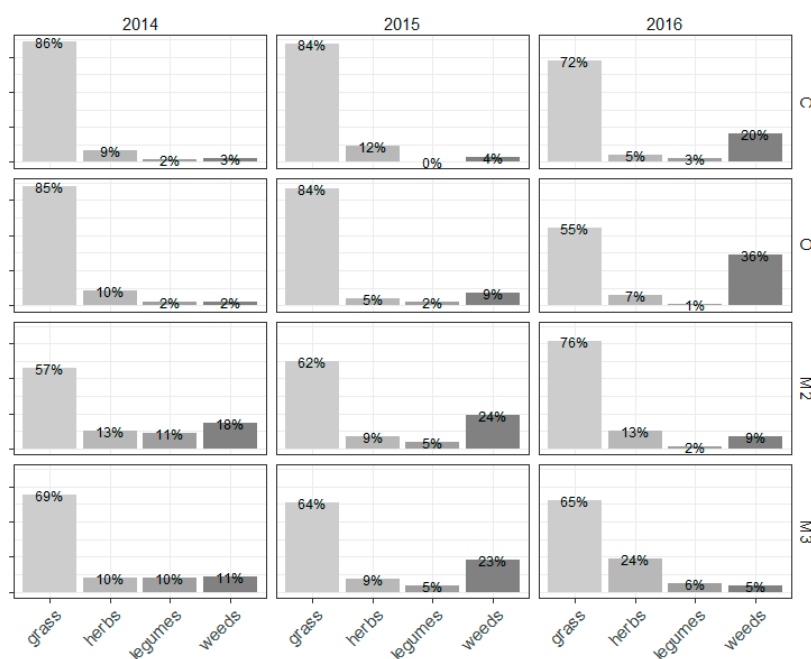 2014 2015 2016
86% 9% 2% 3% 84% 12% 0% 4% 72% 5% 3% 20% C
85% 10% 2% 2% 84% 5% 2% 9% 55% 7% 1% 36% O
57% 13% 11% 18% 62% 9% 5% 24% 76% 13% 2% 9% M 2
69% 10% 10% 11% 64% 9% 5% 23% 65% 24% 6% 5% M 3
grass herbs legumes weeds grass herbs legumes weeds grass herbs legumes weeds